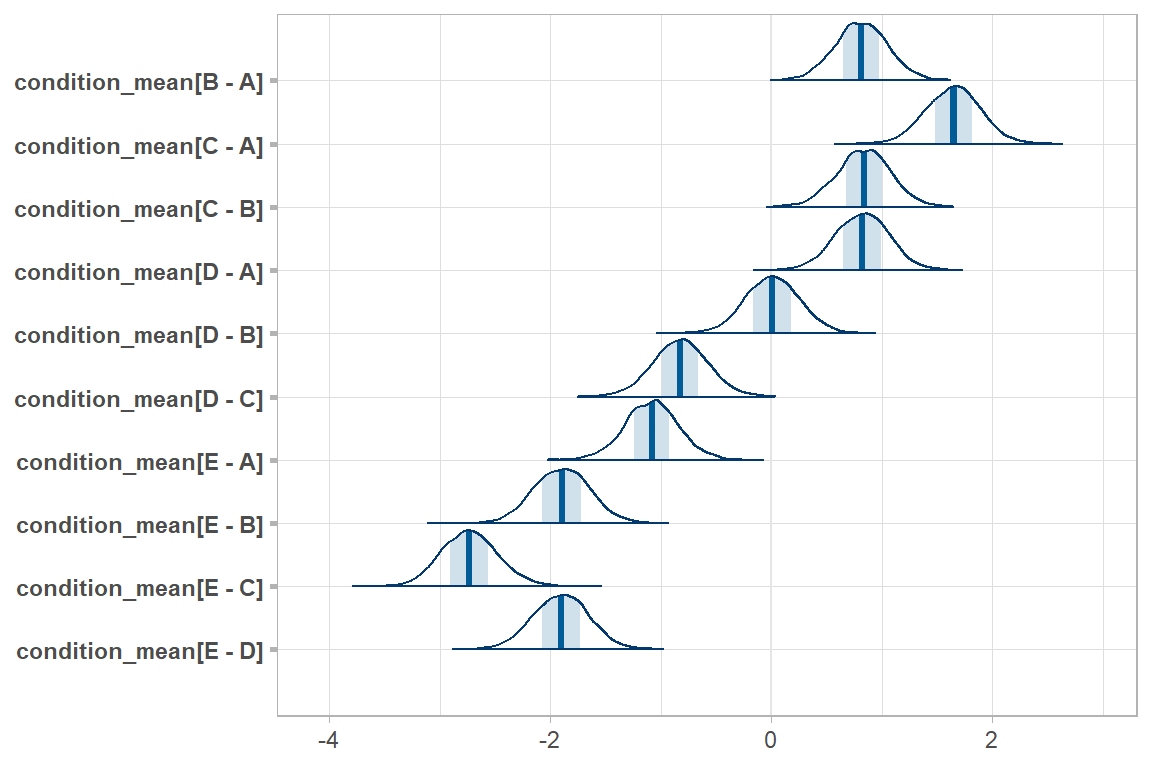 condition_mean[B - A]
condition_mean[C - A]
condition_mean[C - B]
condition_mean[D - A]
condition_mean[D - B]
condition_mean[D - C]
condition_mean[E - A]
condition_mean[E - B]
condition_mean[E - C]
condition_mean[E - D]
-4 -2 0 2